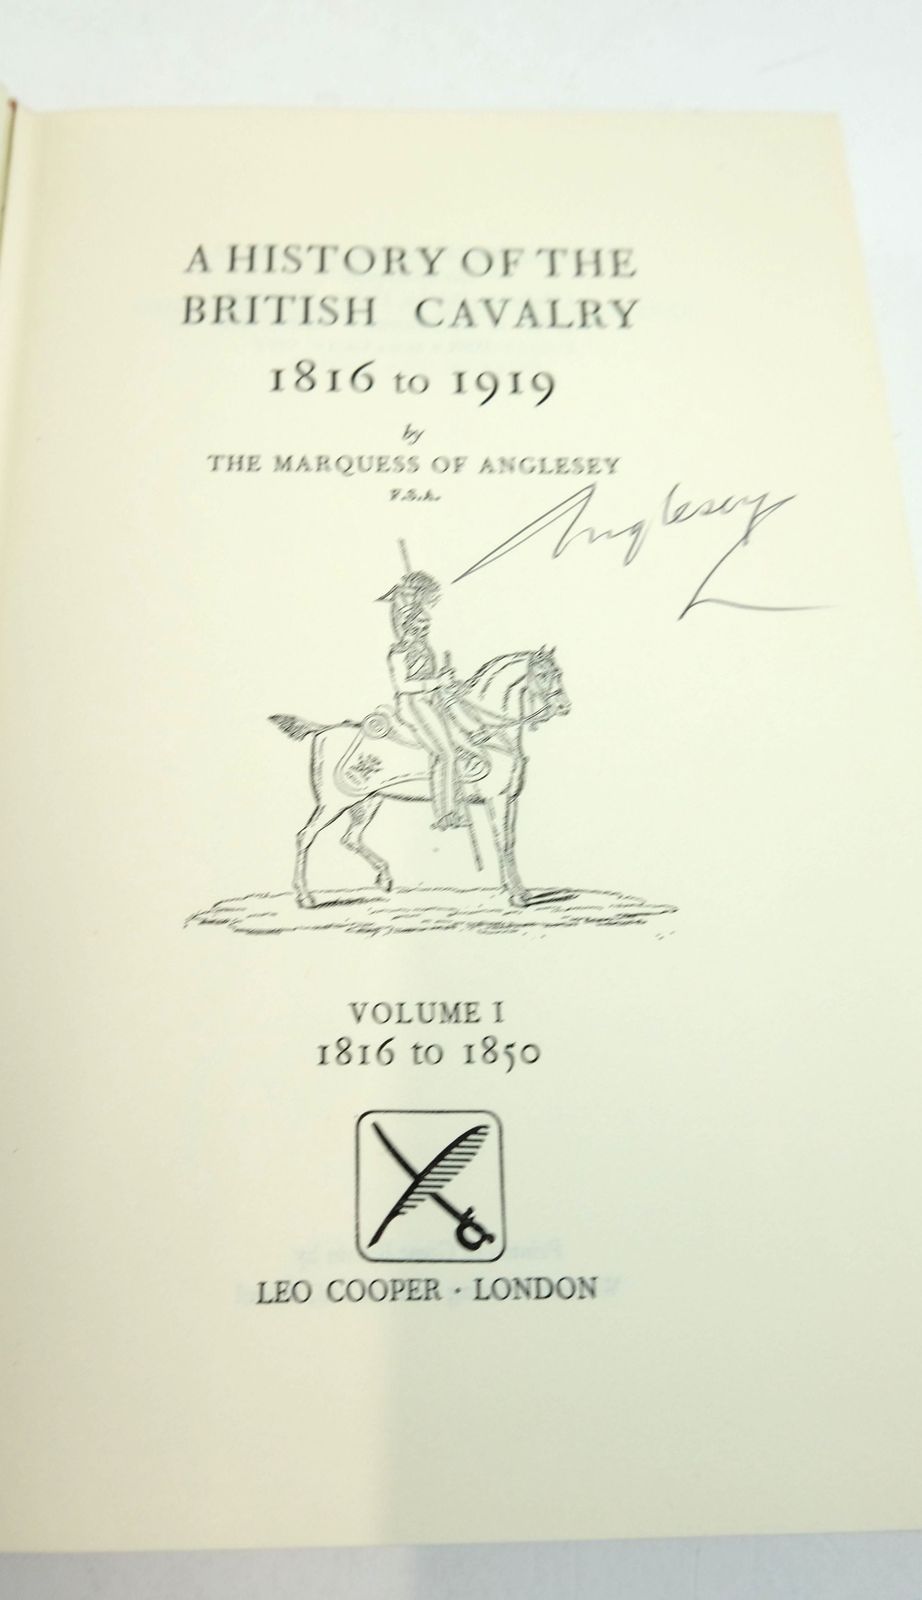 A HISTORY OF THE
BRITISH CAVALRY
1816 to 1919
by
THE MARQUESS OF ANGLESEY
F.S.A.
Anglesey
VOLUME I
1816 to 1850
LEO COOPER · LONDON